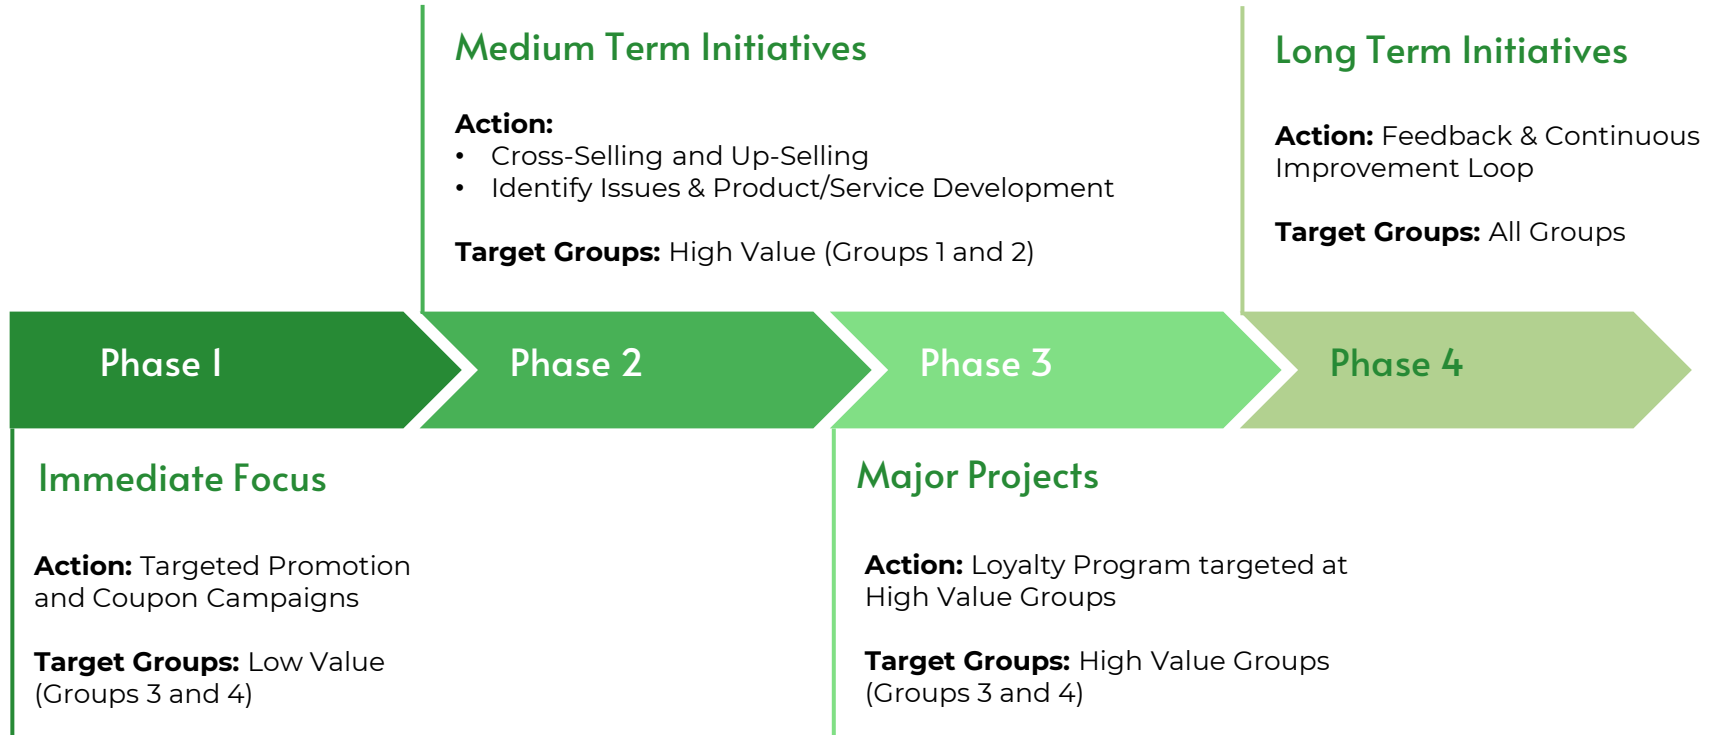 Medium Term Initiatives
Action:
• Cross-Selling and Up-Selling
• Identify Issues & Product/Service Development
Target Groups: High Value (Groups 1 and 2)
Long Term Initiatives
Action: Feedback & Continuous
Improvement Loop
Target Groups: All Groups
Phase 1
Phase 2
Phase 3
Phase 4
Immediate Focus
Action: Targeted Promotion
and Coupon Campaigns
Target Groups: Low Value
(Groups 3 and 4)
Major Projects
Action: Loyalty Program targeted at
High Value Groups
Target Groups: High Value Groups
(Groups 3 and 4)